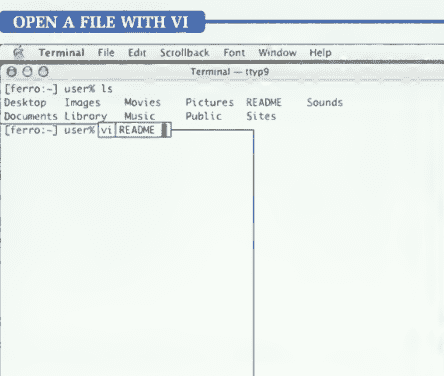 OPEN A FILE WITH VI
Terminal File Edit Scrollback Font Window Help
Terminal — ttyp9
[ferro:~] user% ls
Desktop Images Movies Pictures README Sounds
Documents Library Music Public Sites
[ferro:~] user% vi README